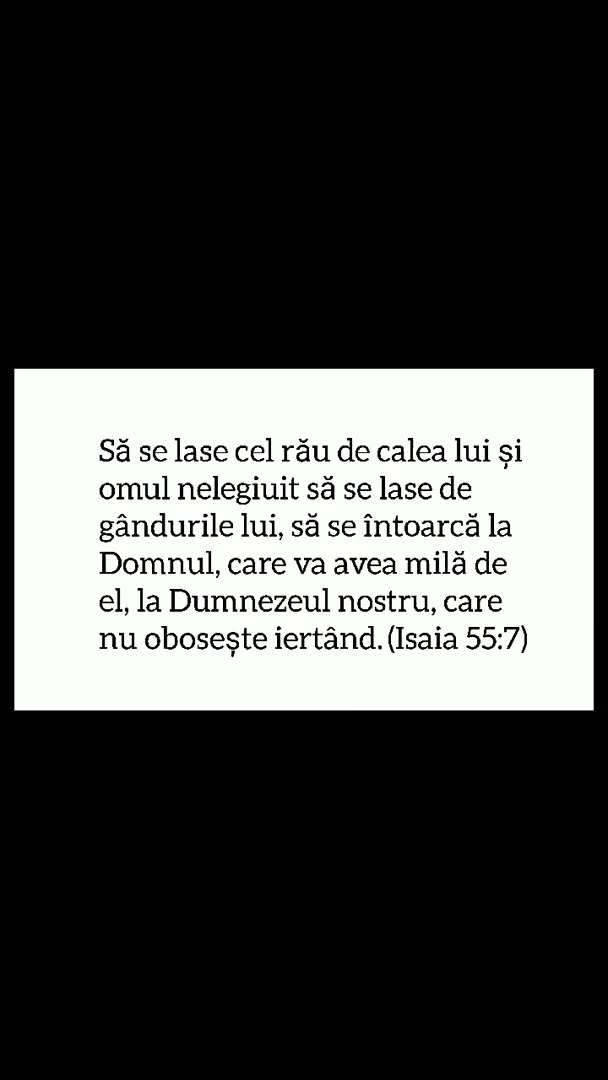 Să se lase cel rău de calea lui și
omul nelegiuit să se lase de
gândurile lui, să se întoarcă la
Domnul, care va avea milă de
el, la Dumnezeul nostru, care
nu obosește iertând. (Isaia 55:7)